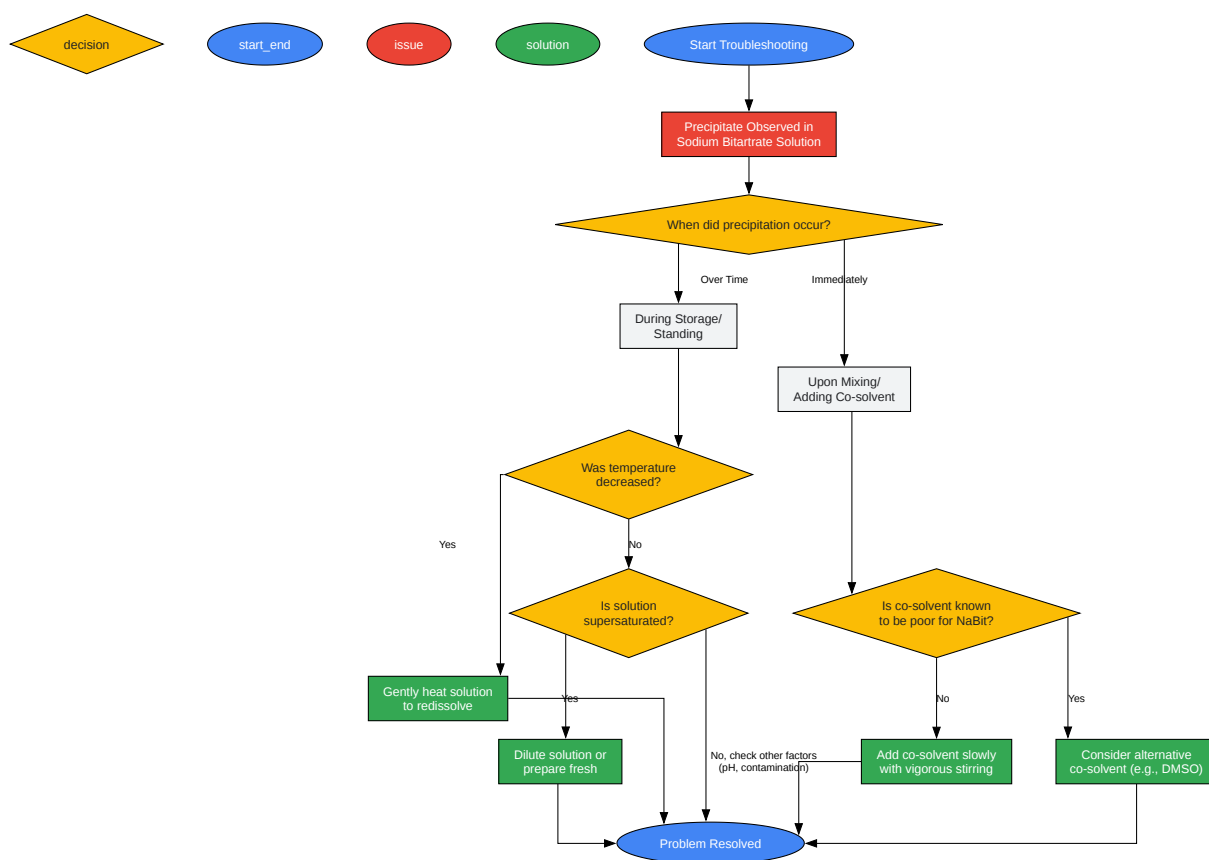 decision
start_end
issue
solution
Start Troubleshooting
Precipitate Observed in
Sodium Bitartrate Solution
When did precipitation occur?
Over Time
Immediately
During Storage/
Standing
Upon Mixing/
Adding Co-solvent
Was temperature
decreased?
Yes
No
Is solution
supersaturated?
Is co-solvent known
to be poor for NaBit?
Gently heat solution
to redissolve
Yes
No
Yes
Dilute solution or
prepare fresh
No, check other factors
(pH, contamination)
Add co-solvent slowly
with vigorous stirring
Consider alternative
co-solvent (e.g., DMSO)
Problem Resolved